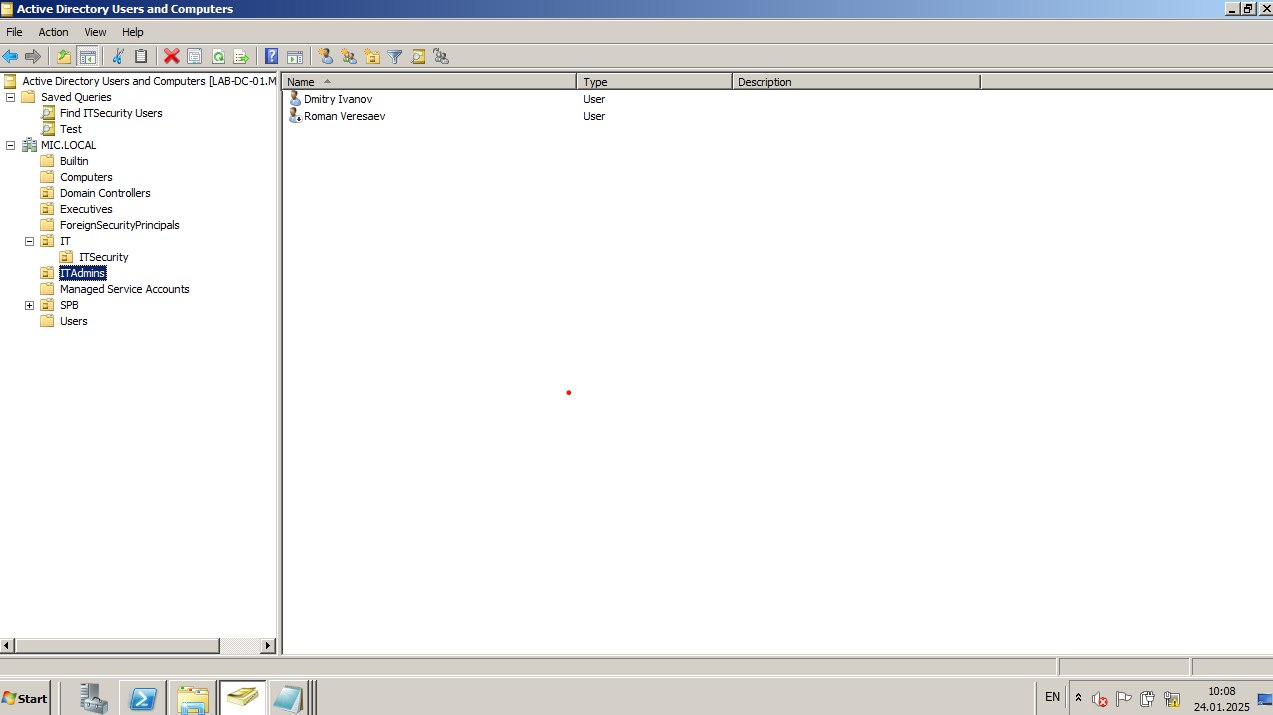 Active Directory Users and Computers
File Action View Help
Active Directory Users and Computers [LAB-DC-01.M
Saved Queries
Find ITSecurity Users
Test
MIC.LOCAL
Builtin
Computers
Domain Controllers
Executives
ForeignSecurityPrincipals
IT
ITSecurity
ITAdmins
Managed Service Accounts
SPB
Users
Name Type Description
Dmitry Ivanov User
Roman Veresaev User
Start
EN
10:08
24.01.2025